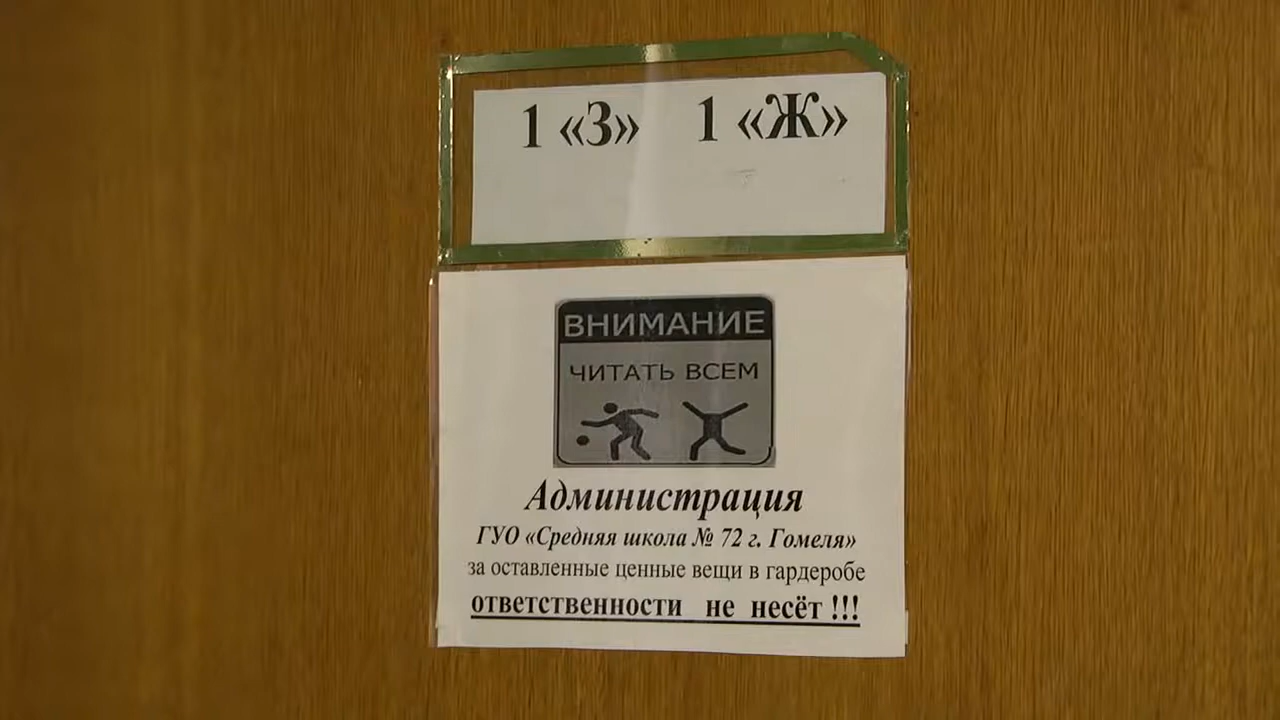 1 «З» 1 «Ж»
ВНИМАНИЕ
ЧИТАТЬ ВСЕМ
Администрация
ГУО «Средняя школа № 72 г. Гомеля»
за оставленные ценные вещи в гардеробе
ответственности не несёт !!!